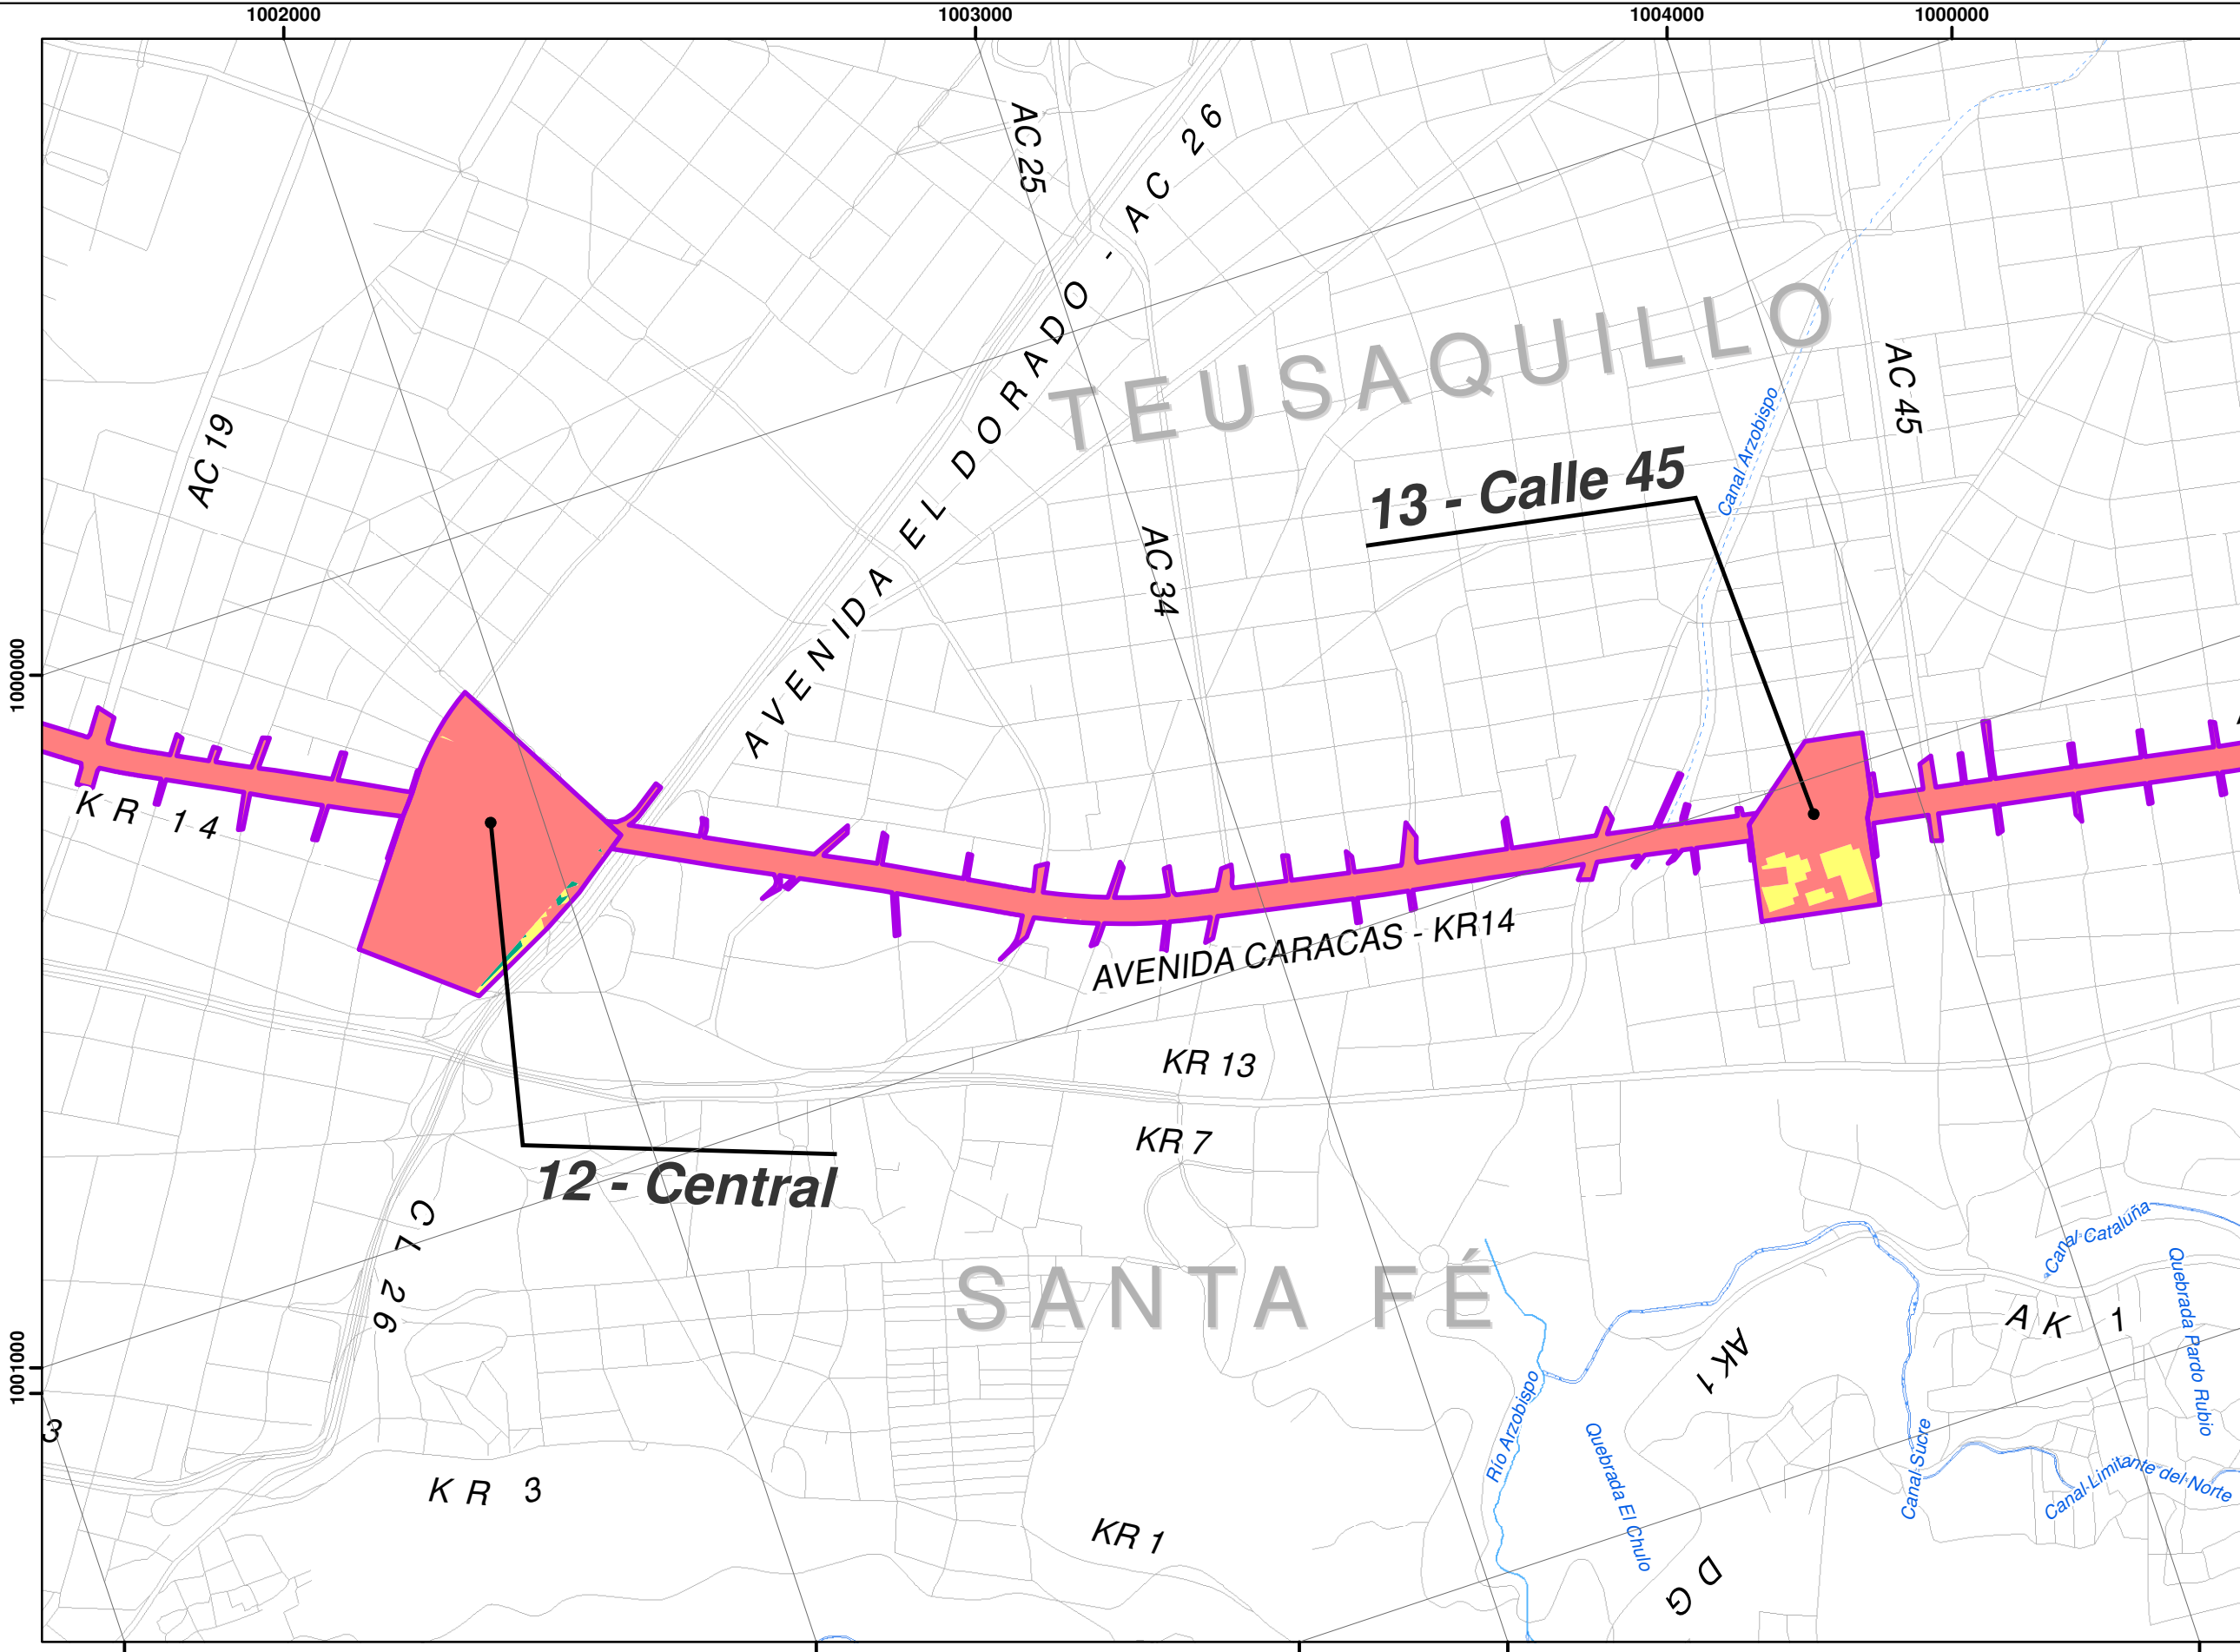 1002000
1003000
1004000
1000000
AC 25
AVENIDA EL DORADO - AC 26
TEUSAQUILLO
AC 45
AC 19
13 - Calle 45
Canal Arzobispo
AC 34
1000000
KR 14
AVENIDA CARACAS - KR14
KR 13
KR 7
12 - Central
CL 26
SANTA FÉ
Canal Cataluña
Quebrada Pardo Rubio
AK 1
AK 1
1001000
3
Río Arzobispo
Quebrada El Chulo
Canal Sucre
Canal Limitante del Norte
KR 3
KR 1
DG